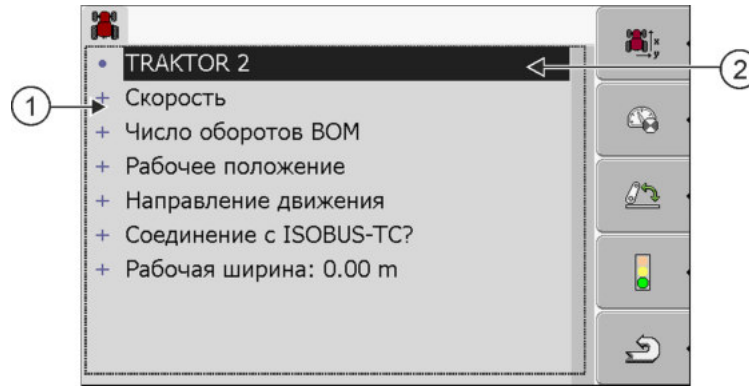 TRAKTOR 2
Скорость
Число оборотов ВОМ
Рабочее положение
Направление движения
Соединение с ISOBUS-TC?
Рабочая ширина: 0.00 m
x
y
1
2